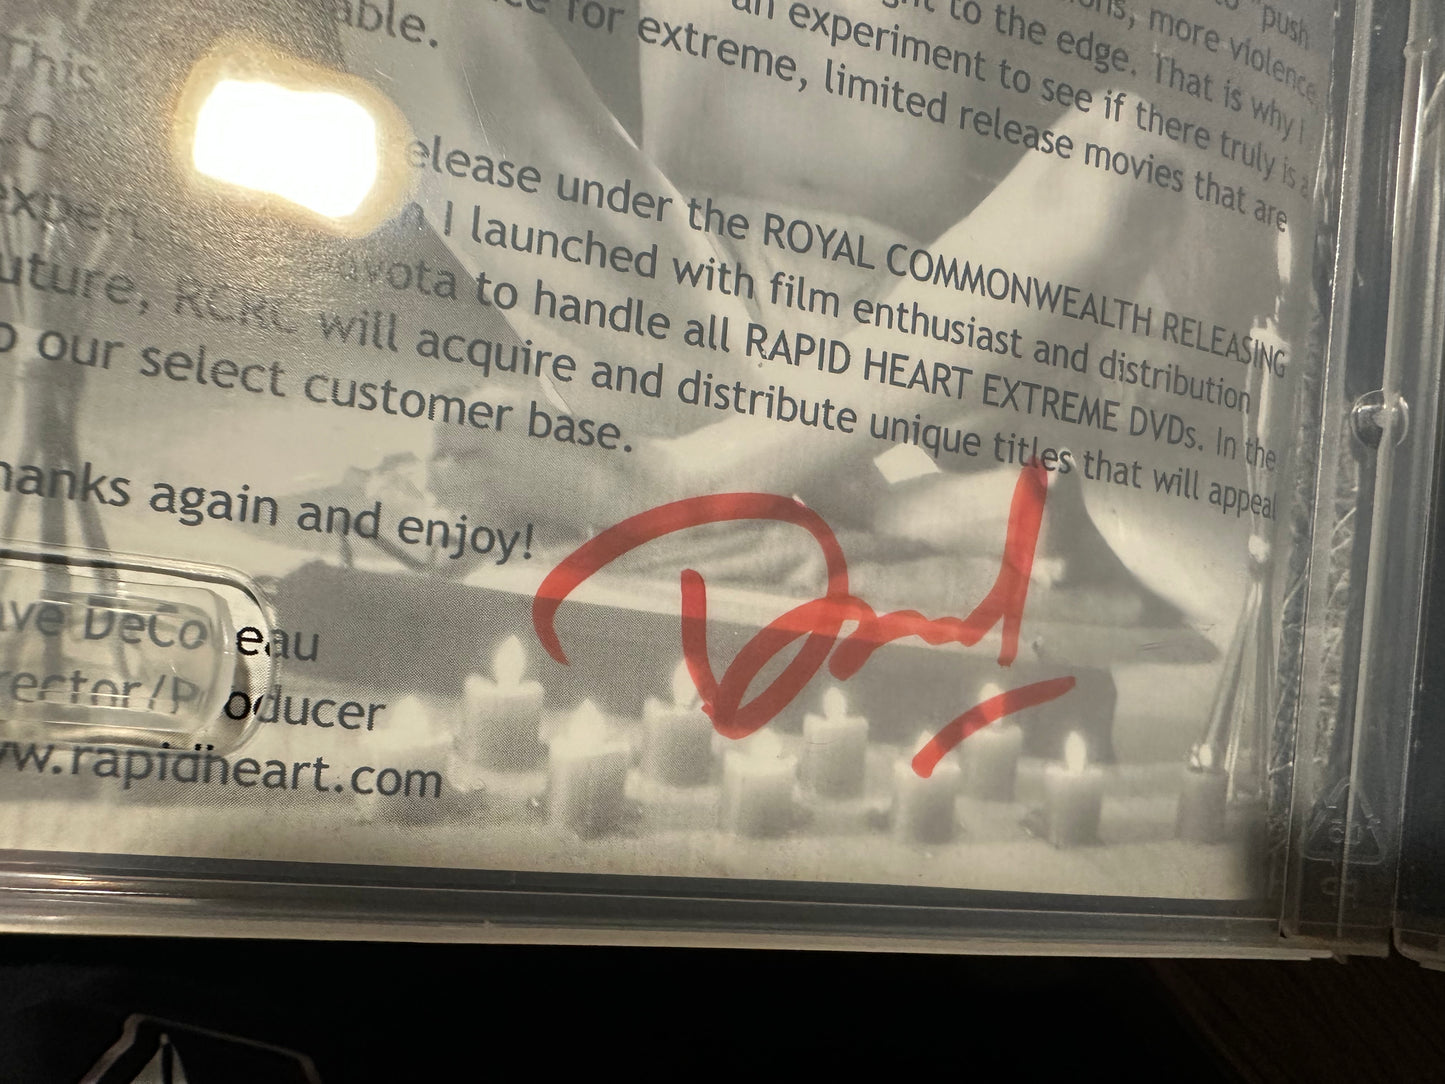 to "push
more violence,
to the edge. That is why I
an experiment to see if there truly is a
able.
for extreme, limited release movies that are
This
elease under the ROYAL COMMONWEALTH RELEASING
I launched with film enthusiast and distribution
avota to handle all RAPID HEART EXTREME DVDs. In the
uture, RCRC will acquire and distribute unique titles that will appeal
o our select customer base.
hanks again and enjoy!
ave DeCo eau
rector/P oducer
w.rapidheart.com